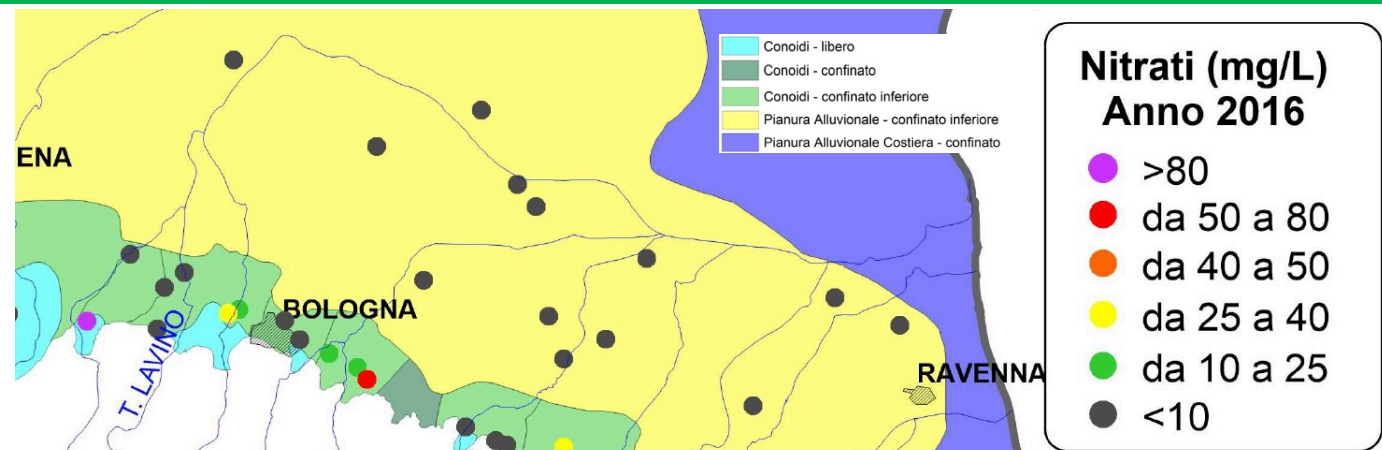 Conoidi - libero
Conoidi - confinato
Conoidi - confinato inferiore
Pianura Alluvionale - confinato inferiore
Pianura Alluvionale Costiera - confinato
ENA
BOLOGNA
T. LAVINO
RAVENNA
Nitrati (mg/L)
Anno 2016
>80
da 50 a 80
da 40 a 50
da 25 a 40
da 10 a 25
<10